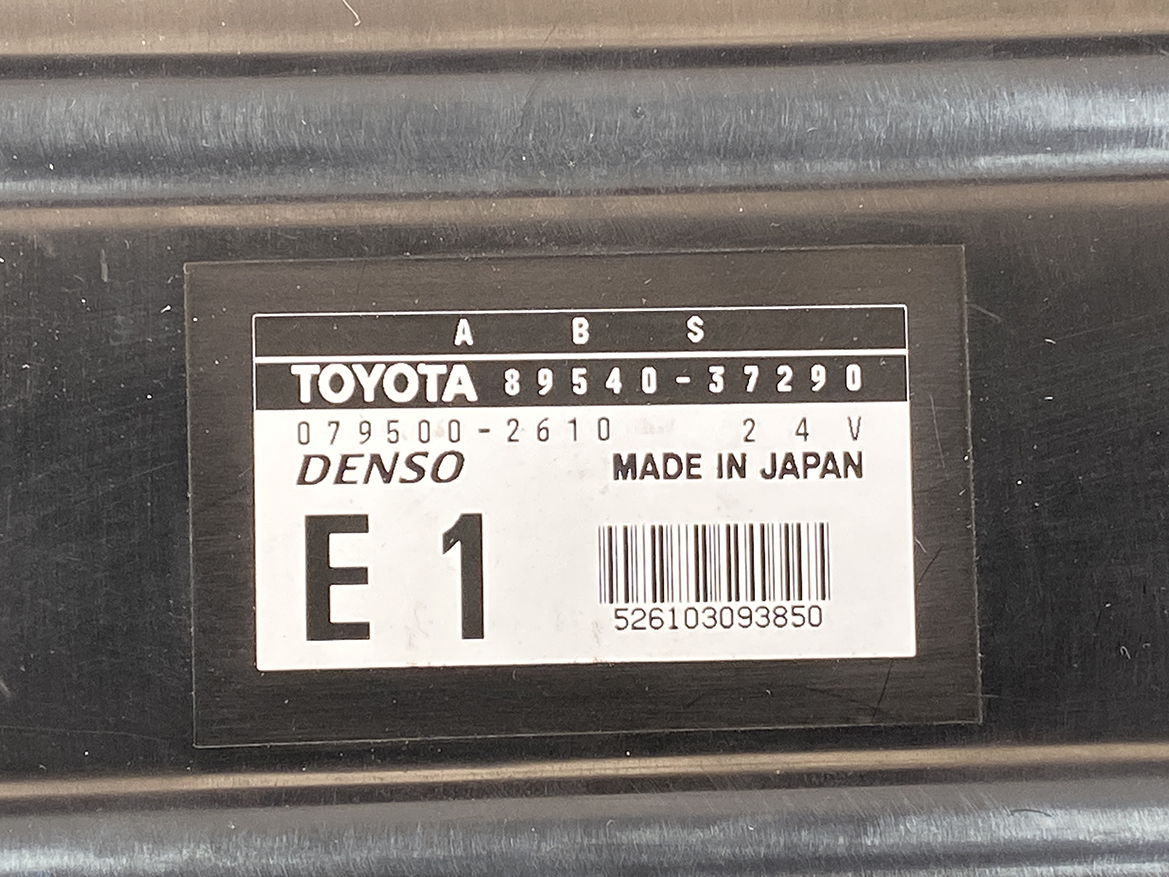 A B S
TOYOTA 89540-37290
079500-2610 24V
DENSO MADE IN JAPAN
E1
526103093850